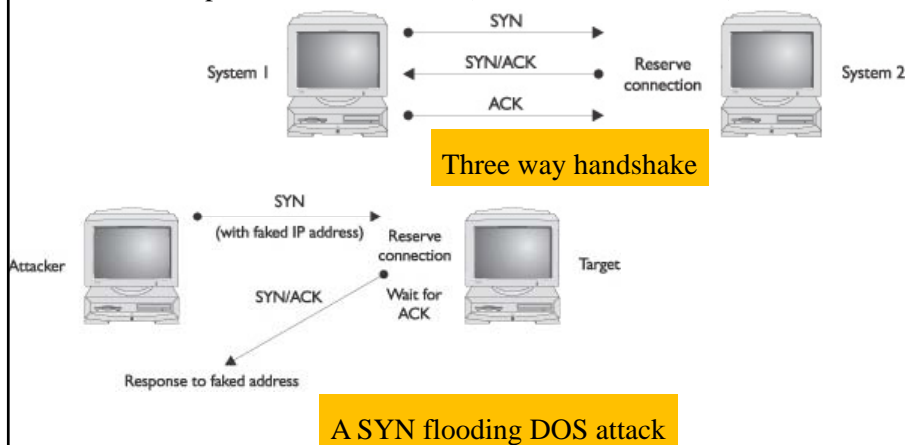 SYN
SYN/ACK
System 1
Reserve
connection
System 2
ACK
Three way handshake
SYN
(with faked IP address)
Reserve
connection
Attacker
Target
SYN/ACK
Wait for
ACK
Response to faked address
A SYN flooding DOS attack